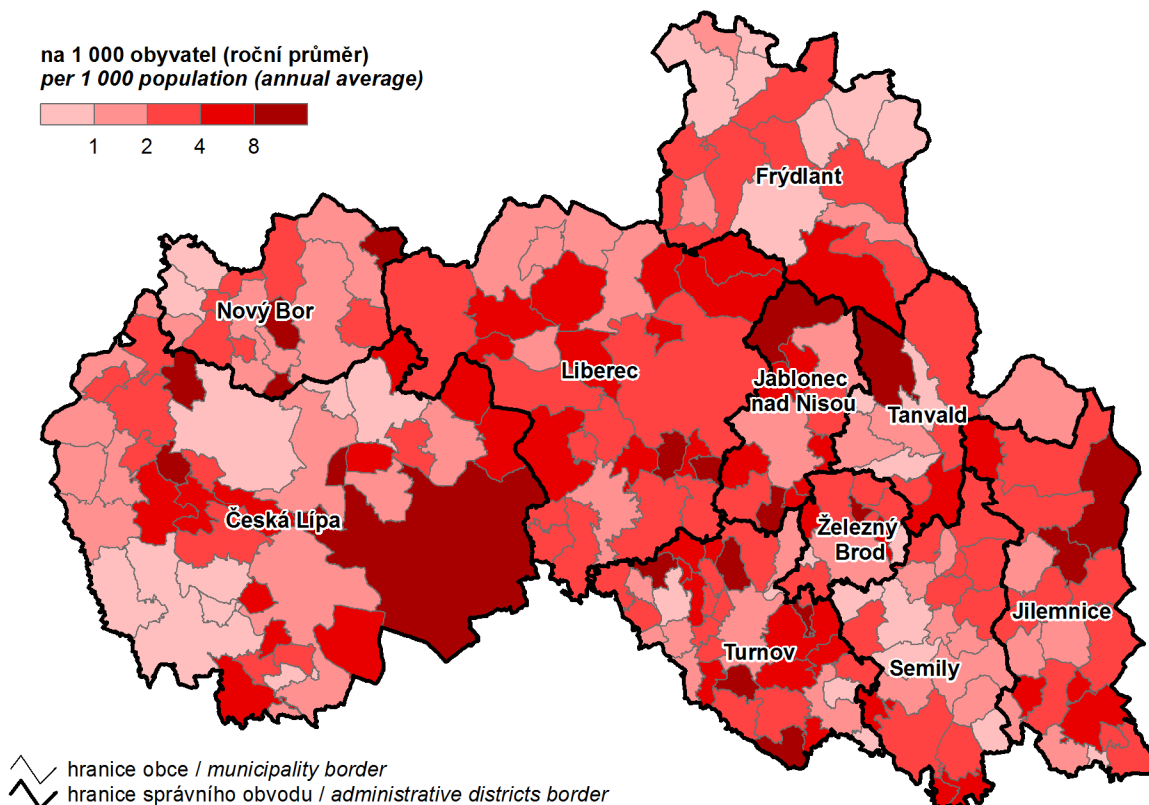 na 1 000 obyvatel (roční průměr)
per 1 000 population (annual average)
1 2 4 8
Frýdlant
Nový Bor
Liberec
Jablonec
nad Nisou
Tanvald
Česká Lípa
Železný
Brod
Jilemnice
Turnov
Semily
hranice obce / municipality border
hranice správního obvodu / administrative districts border